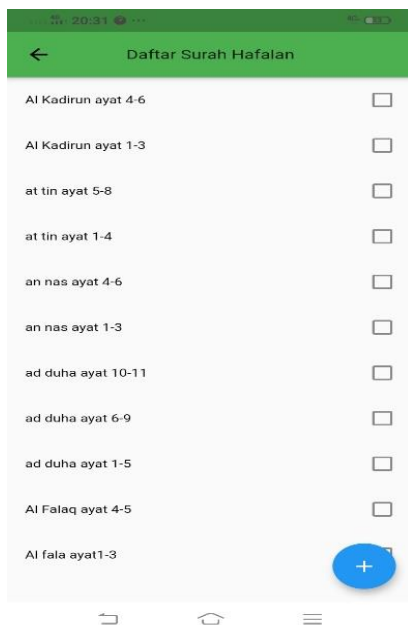 20:31
Daftar Surah Hafalan
Al Kadirun ayat 4-6
Al Kadirun ayat 1-3
at tin ayat 5-8
at tin ayat 1-4
an nas ayat 4-6
an nas ayat 1-3
ad duha ayat 10-11
ad duha ayat 6-9
ad duha ayat 1-5
Al Falaq ayat 4-5
Al fala ayat1-3